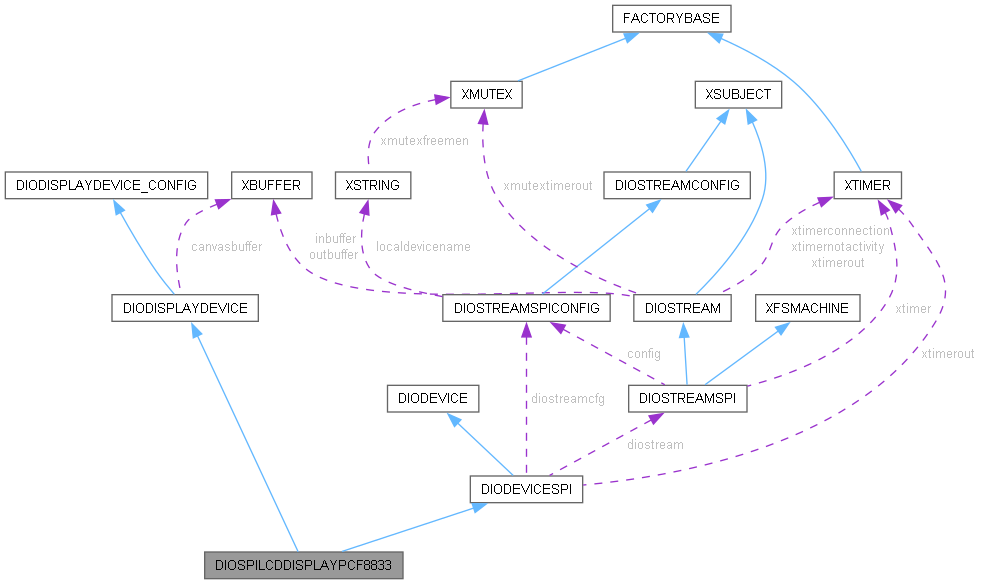 FACTORYBASE
XMUTEX
XSUBJECT
xmutexfreemen
DIODISPLAYDEVICE_CONFIG
XBUFFER
XSTRING
xmutextimerout
DIOSTREAMCONFIG
XTIMER
canvasbuffer
inbuffer
outbuffer
localdevicename
xtimerconnection
xtimernotactivity
xtimerout
DIODISPLAYDEVICE
DIOSTREAMSPICONFIG
DIOSTREAM
XFSMACHINE
xtimer
config
xtimerout
DIODEVICE
diostreamcfg
DIOSTREAMSPI
diostream
DIODEVICESPI
DIOSPILCDDISPLAYPCF8833